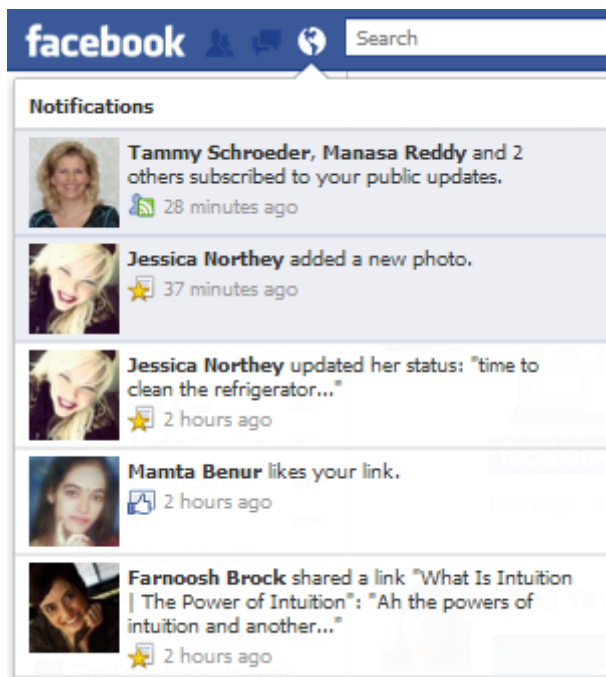 facebook
Search
Notifications
Tammy Schroeder, Manasa Reddy and 2
others subscribed to your public updates.
28 minutes ago
Jessica Northey added a new photo.
37 minutes ago
Jessica Northey updated her status: "time to
clean the refrigerator..."
2 hours ago
Mamta Benur likes your link.
2 hours ago
Farnoosh Brock shared a link "What Is Intuition
| The Power of Intuition": "Ah the powers of
intuition and another..."
2 hours ago